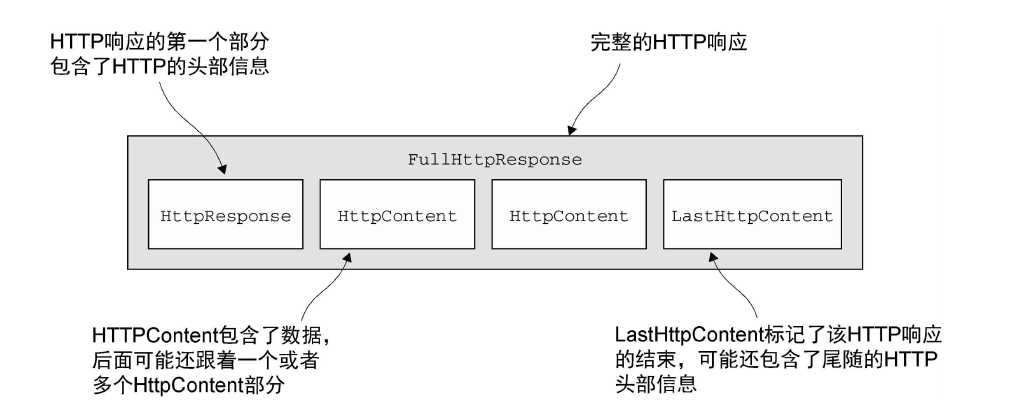 HTTP响应的第一个部分
包含了HTTP的头部信息
完整的HTTP响应
FullHttpResponse
HttpResponse
HttpContent
HttpContent
LastHttpContent
HTTPContent包含了数据,
后面可能还跟着一个或者
多个HttpContent部分
LastHttpContent标记了该HTTP响应
的结束，可能还包含了尾随的HTTP
头部信息